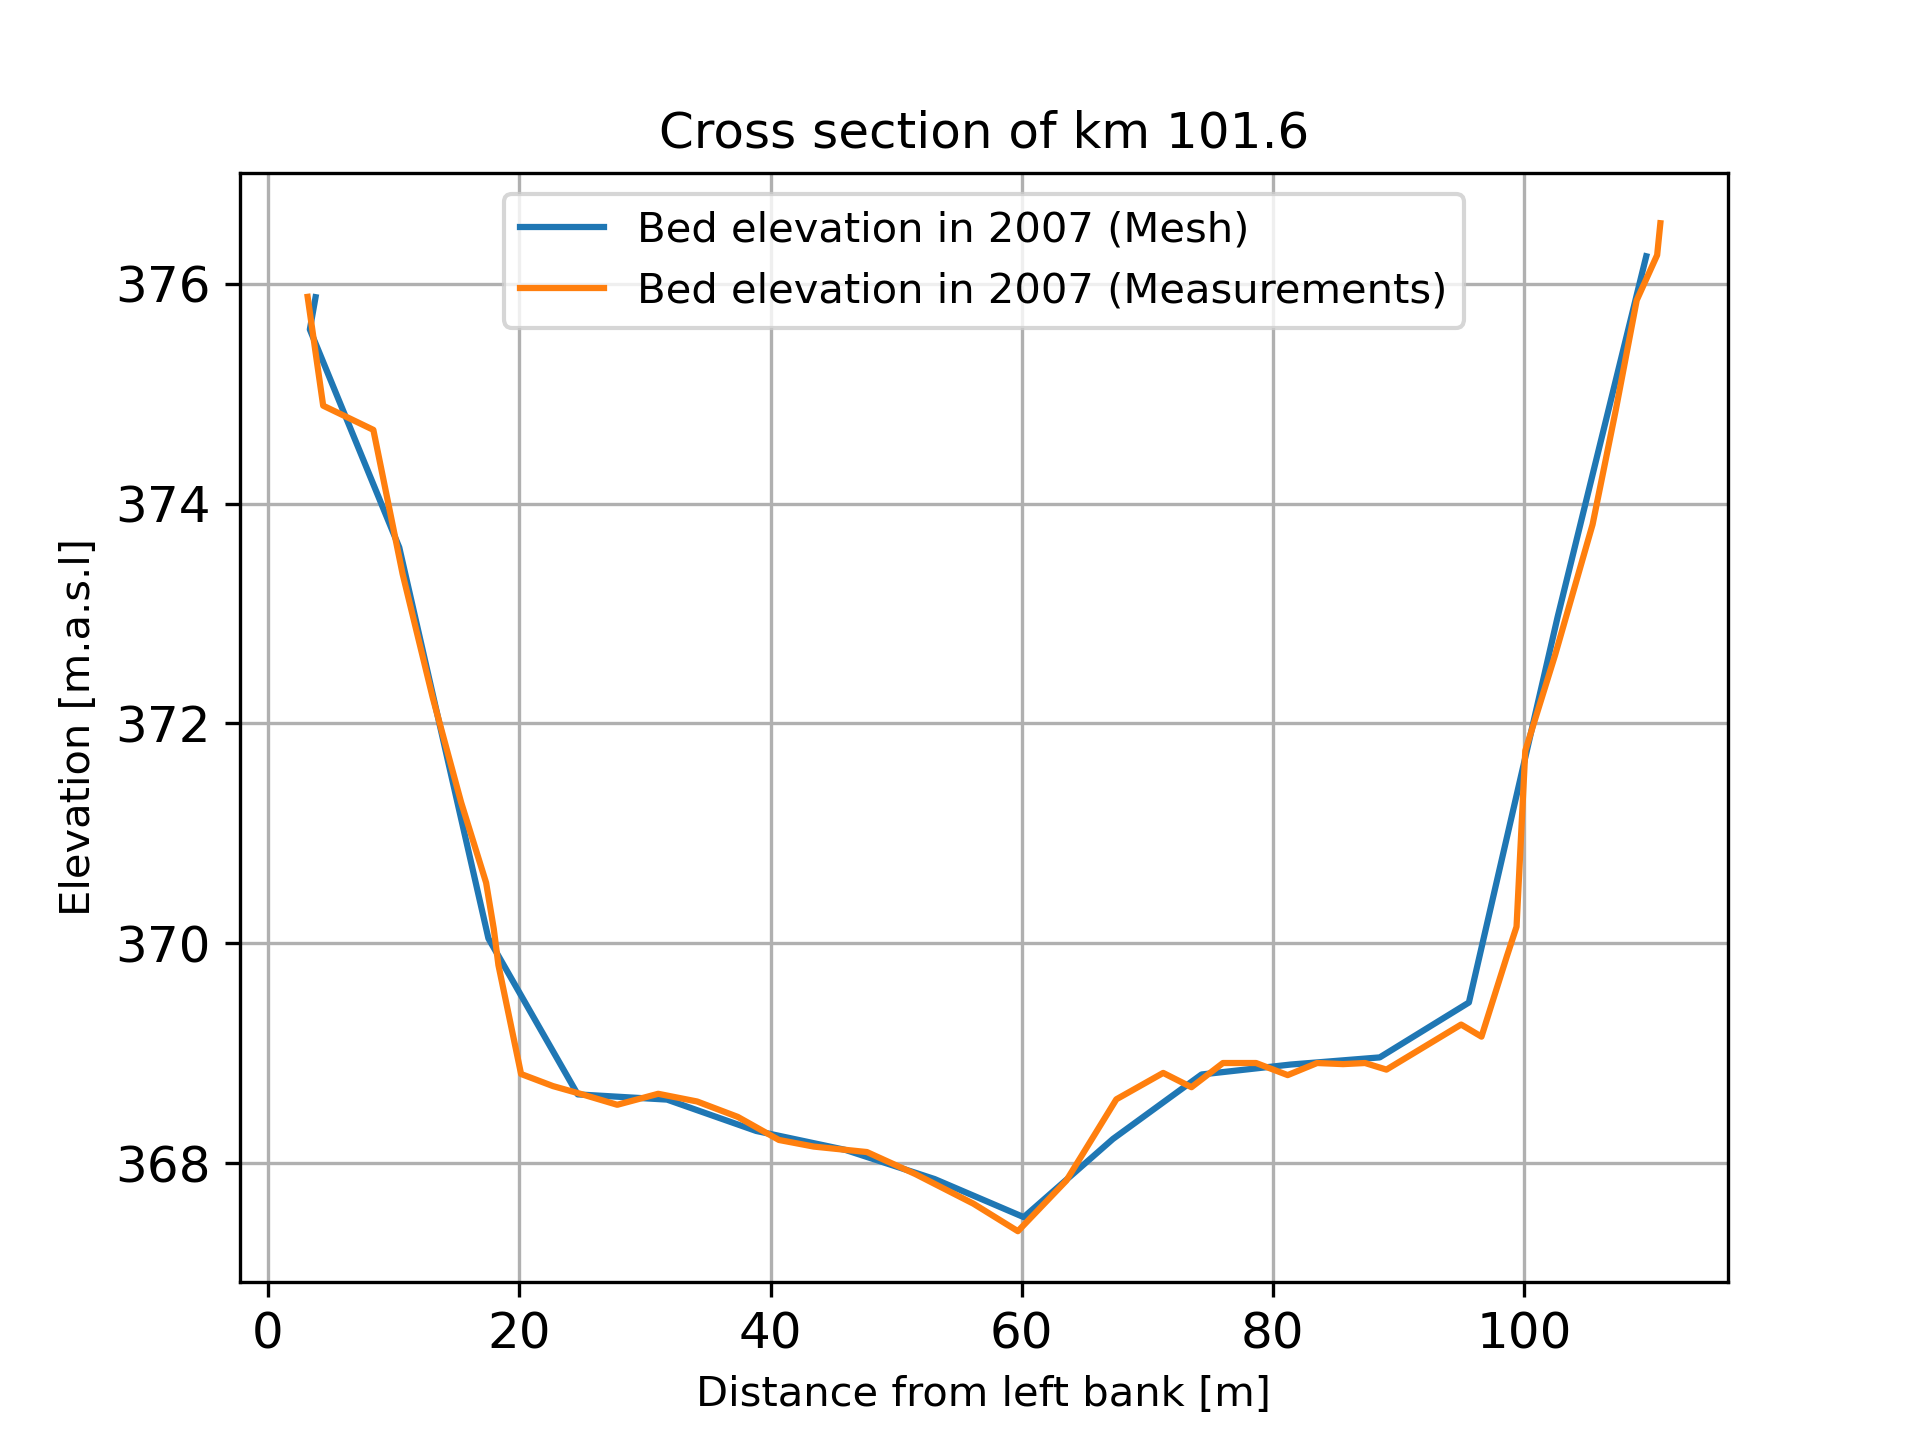 Cross section of km 101.6
Bed elevation in 2007 (Mesh)
Bed elevation in 2007 (Measurements)
376
374
372
370
368
Elevation [m.a.s.l]
0 20 40 60 80 100
Distance from left bank [m]